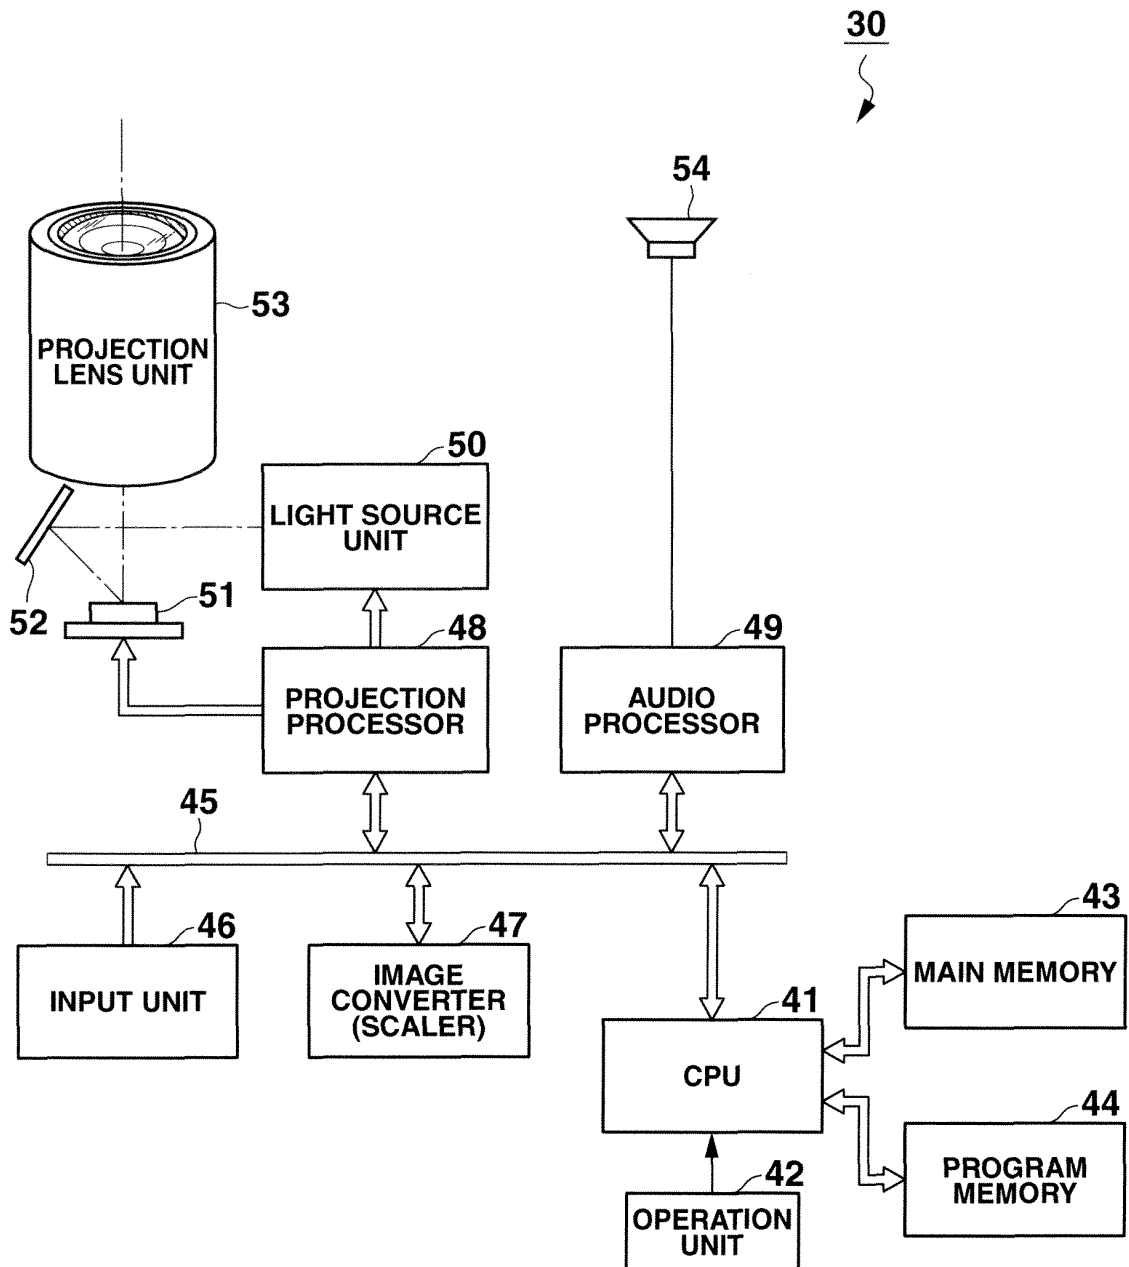 30
54
53
PROJECTION
LENS UNIT
50
LIGHT SOURCE
UNIT
52
51
48
PROJECTION
PROCESSOR
49
AUDIO
PROCESSOR
45
46
INPUT UNIT
47
IMAGE
CONVERTER
(SCALER)
41
CPU
43
MAIN MEMORY
44
PROGRAM
MEMORY
42
OPERATION
UNIT